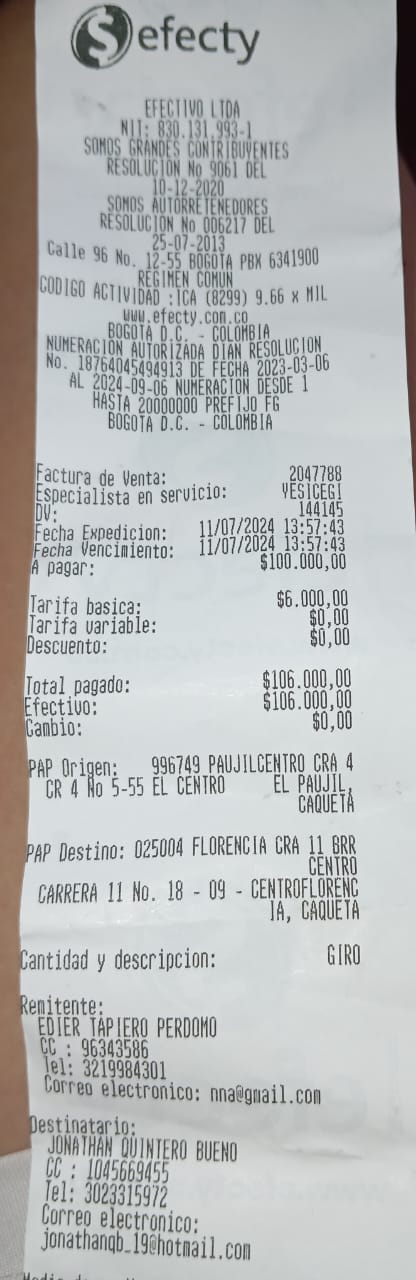 $ efecty
EFECTIVO LTDA
NIT: 830.131.993-1
SOMOS GRANDES CONTRIBUYENTES
RESOLUCION No 9061 DEL
10-12-2020
SOMOS AUTORRETENEDORES
RESOLUCION No 006217 DEL
25-07-2013
Calle 96 No. 12-55 BOGOTA PBX 6341900
REGIMEN COMUN
CODIGO ACTIVIDAD :ICA (8299) 9.66 x MIL
www.efecty.com.co
BOGOTA D.C. - COLOMBIA
NUMERACION AUTORIZADA DIAN RESOLUCION
No. 18764045494913 DE FECHA 2023-03-06
AL 2024-09-06 NUMERACION DESDE 1
HASTA 20000000 PREFIJO FG
BOGOTA D.C. - COLOMBIA
Factura de Venta: 2047788
Especialista en servicio: YESICEGI
DV: 144145
Fecha Expedicion: 11/07/2024 13:57:43
Fecha Vencimiento: 11/07/2024 13:57:43
A pagar: $100.000,00
Tarifa basica: $6.000,00
Tarifa variable: $0,00
Descuento: $0,00
Total pagado: $106.000,00
Efectivo: $106.000,00
Cambio: $0,00
PAP Origen: 996749 PAUJILCENTRO CRA 4
CR 4 No 5-55 EL CENTRO EL PAUJIL,
CAQUETA
PAP Destino: 025004 FLORENCIA CRA 11 BRR
CENTRO
CARRERA 11 No. 18 - 09 - CENTROFLORENC
IA, CAQUETA
Cantidad y descripcion: GIRO
Remitente:
EDIER TAPIERO PERDOMO
CC : 96343586
Tel: 3219984301
Correo electronico: nna@gmail.com
Destinatario:
JONATHAN QUINTERO BUENO
CC : 1045669455
Tel: 3023315972
Correo electronico:
jonathanqb_19@hotmail.com